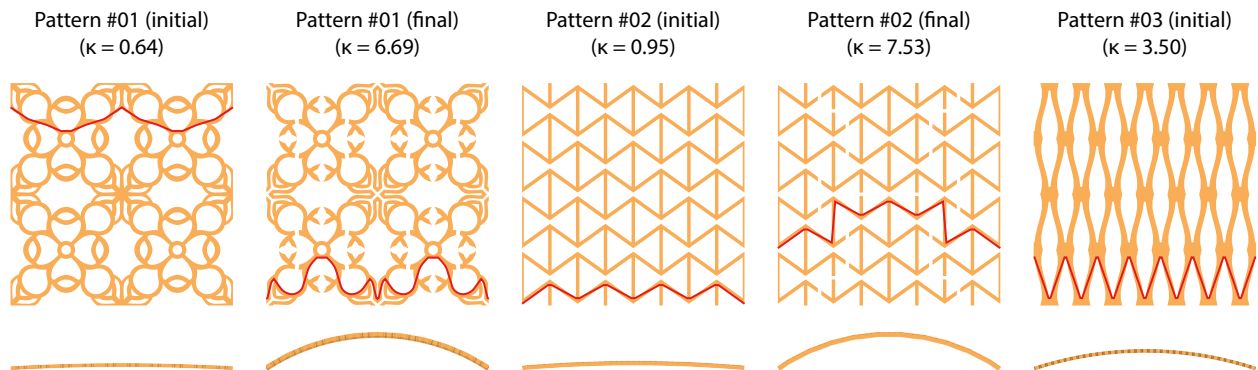 Pattern #01 (initial)
(κ = 0.64)
Pattern #01 (final)
(κ = 6.69)
Pattern #02 (initial)
(κ = 0.95)
Pattern #02 (final)
(κ = 7.53)
Pattern #03 (initial)
(κ = 3.50)